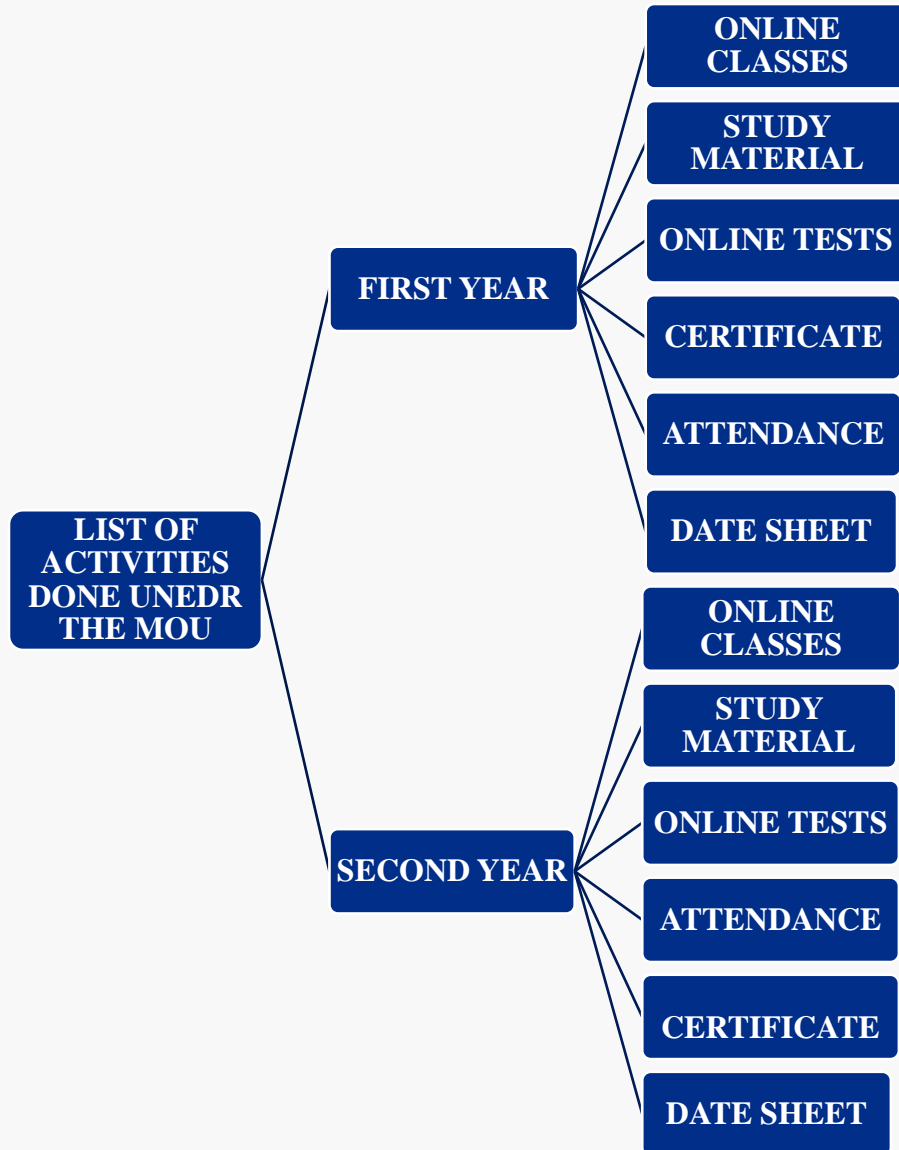 LIST OF
ACTIVITIES
DONE UNEDR
THE MOU
FIRST YEAR
ONLINE
CLASSES
STUDY
MATERIAL
ONLINE TESTS
CERTIFICATE
ATTENDANCE
DATE SHEET
SECOND YEAR
ONLINE
CLASSES
STUDY
MATERIAL
ONLINE TESTS
ATTENDANCE
CERTIFICATE
DATE SHEET